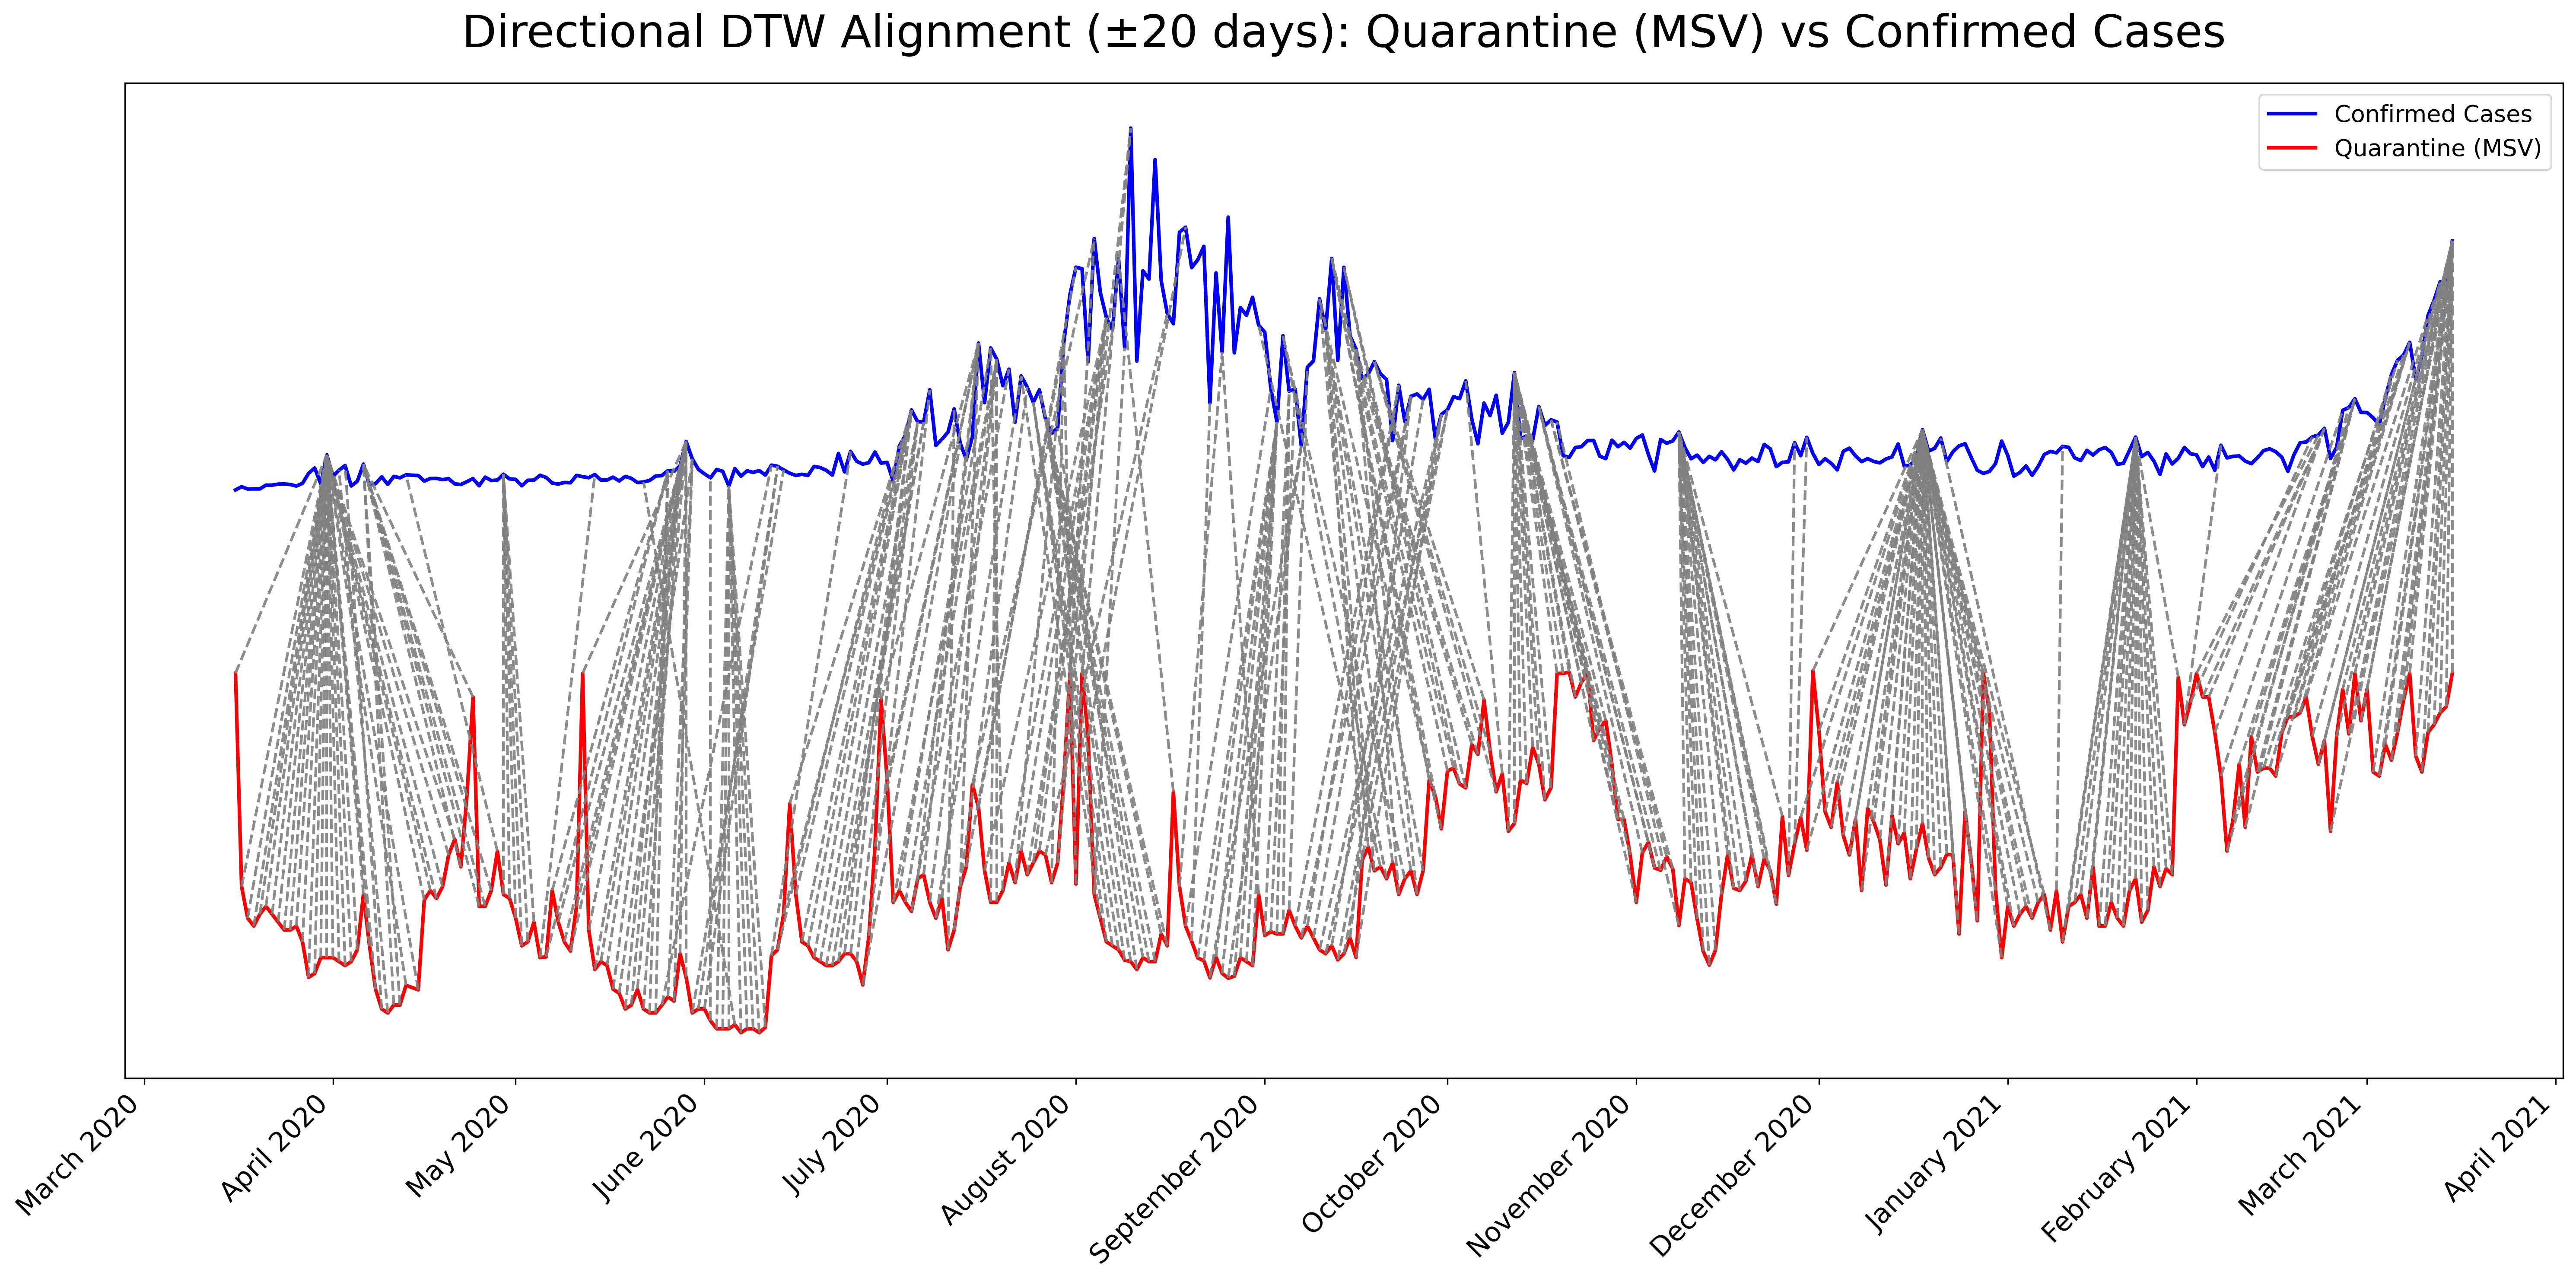 Directional DTW Alignment (±20 days): Quarantine (MSV) vs Confirmed Cases
Confirmed Cases
Quarantine (MSV)
March 2020
April 2020
May 2020
June 2020
July 2020
August 2020
September 2020
October 2020
November 2020
December 2020
January 2021
February 2021
March 2021
April 2021